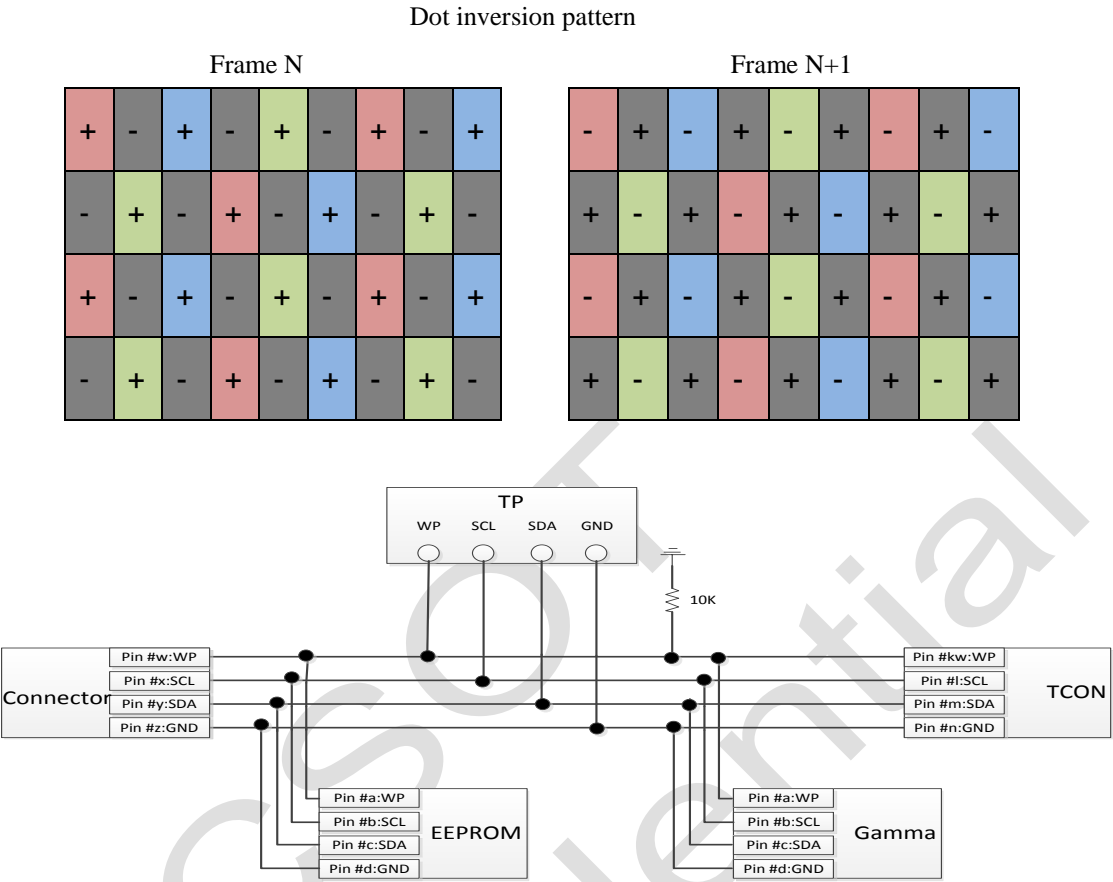 Dot inversion pattern
Frame N Frame N+1
+ - + - + - + - + - + - + - + - + -
- + - + - + - + - + - + - + - + - +
+ - + - + - + - + - + - + - + - + -
- + - + - + - + - + - + - + - + - +
TP
WP SCL SDA GND
10K
Connector
Pin #w:WP
Pin #x:SCL
Pin #y:SDA
Pin #z:GND
Pin #kw:WP
Pin #l:SCL
Pin #m:SDA
Pin #n:GND
TCON
Pin #a:WP
Pin #b:SCL
Pin #c:SDA
Pin #d:GND
EEPROM
Pin #a:WP
Pin #b:SCL
Pin #c:SDA
Pin #d:GND
Gamma
CSOT